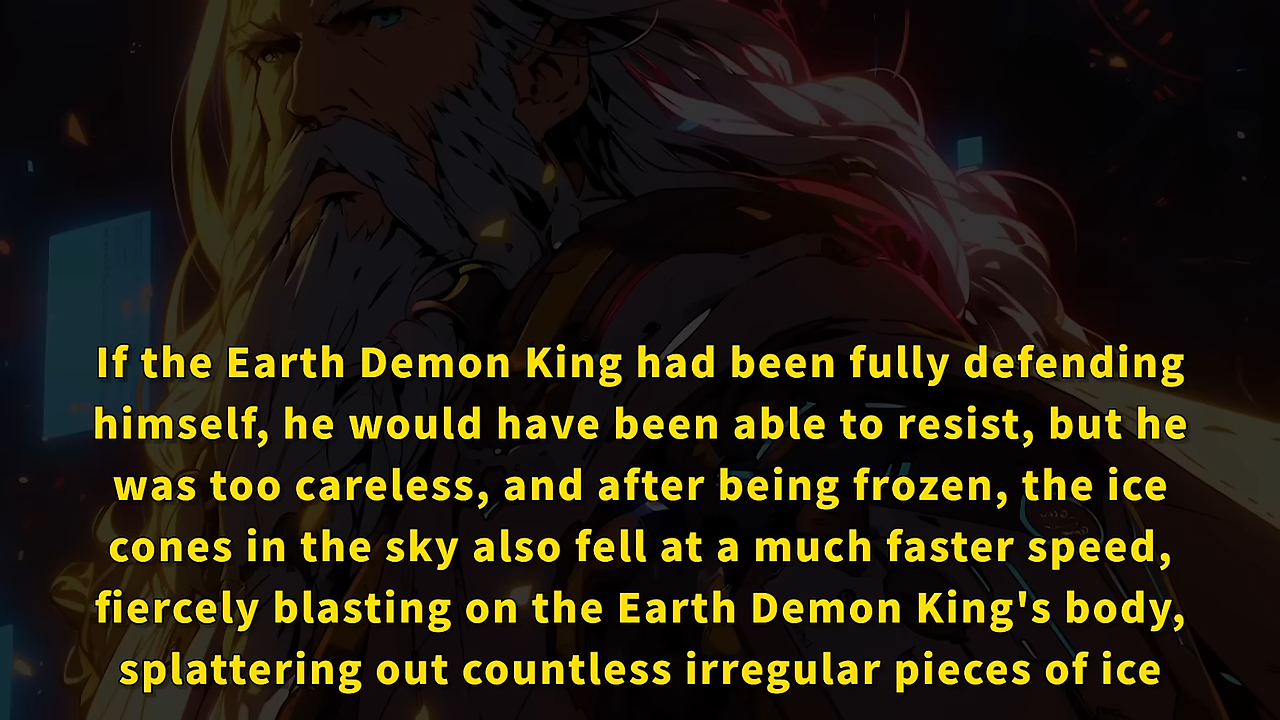 If the Earth Demon King had been fully defending
himself, he would have been able to resist, but he
was too careless, and after being frozen, the ice
cones in the sky also fell at a much faster speed,
fiercely blasting on the Earth Demon King's body,
splattering out countless irregular pieces of ice